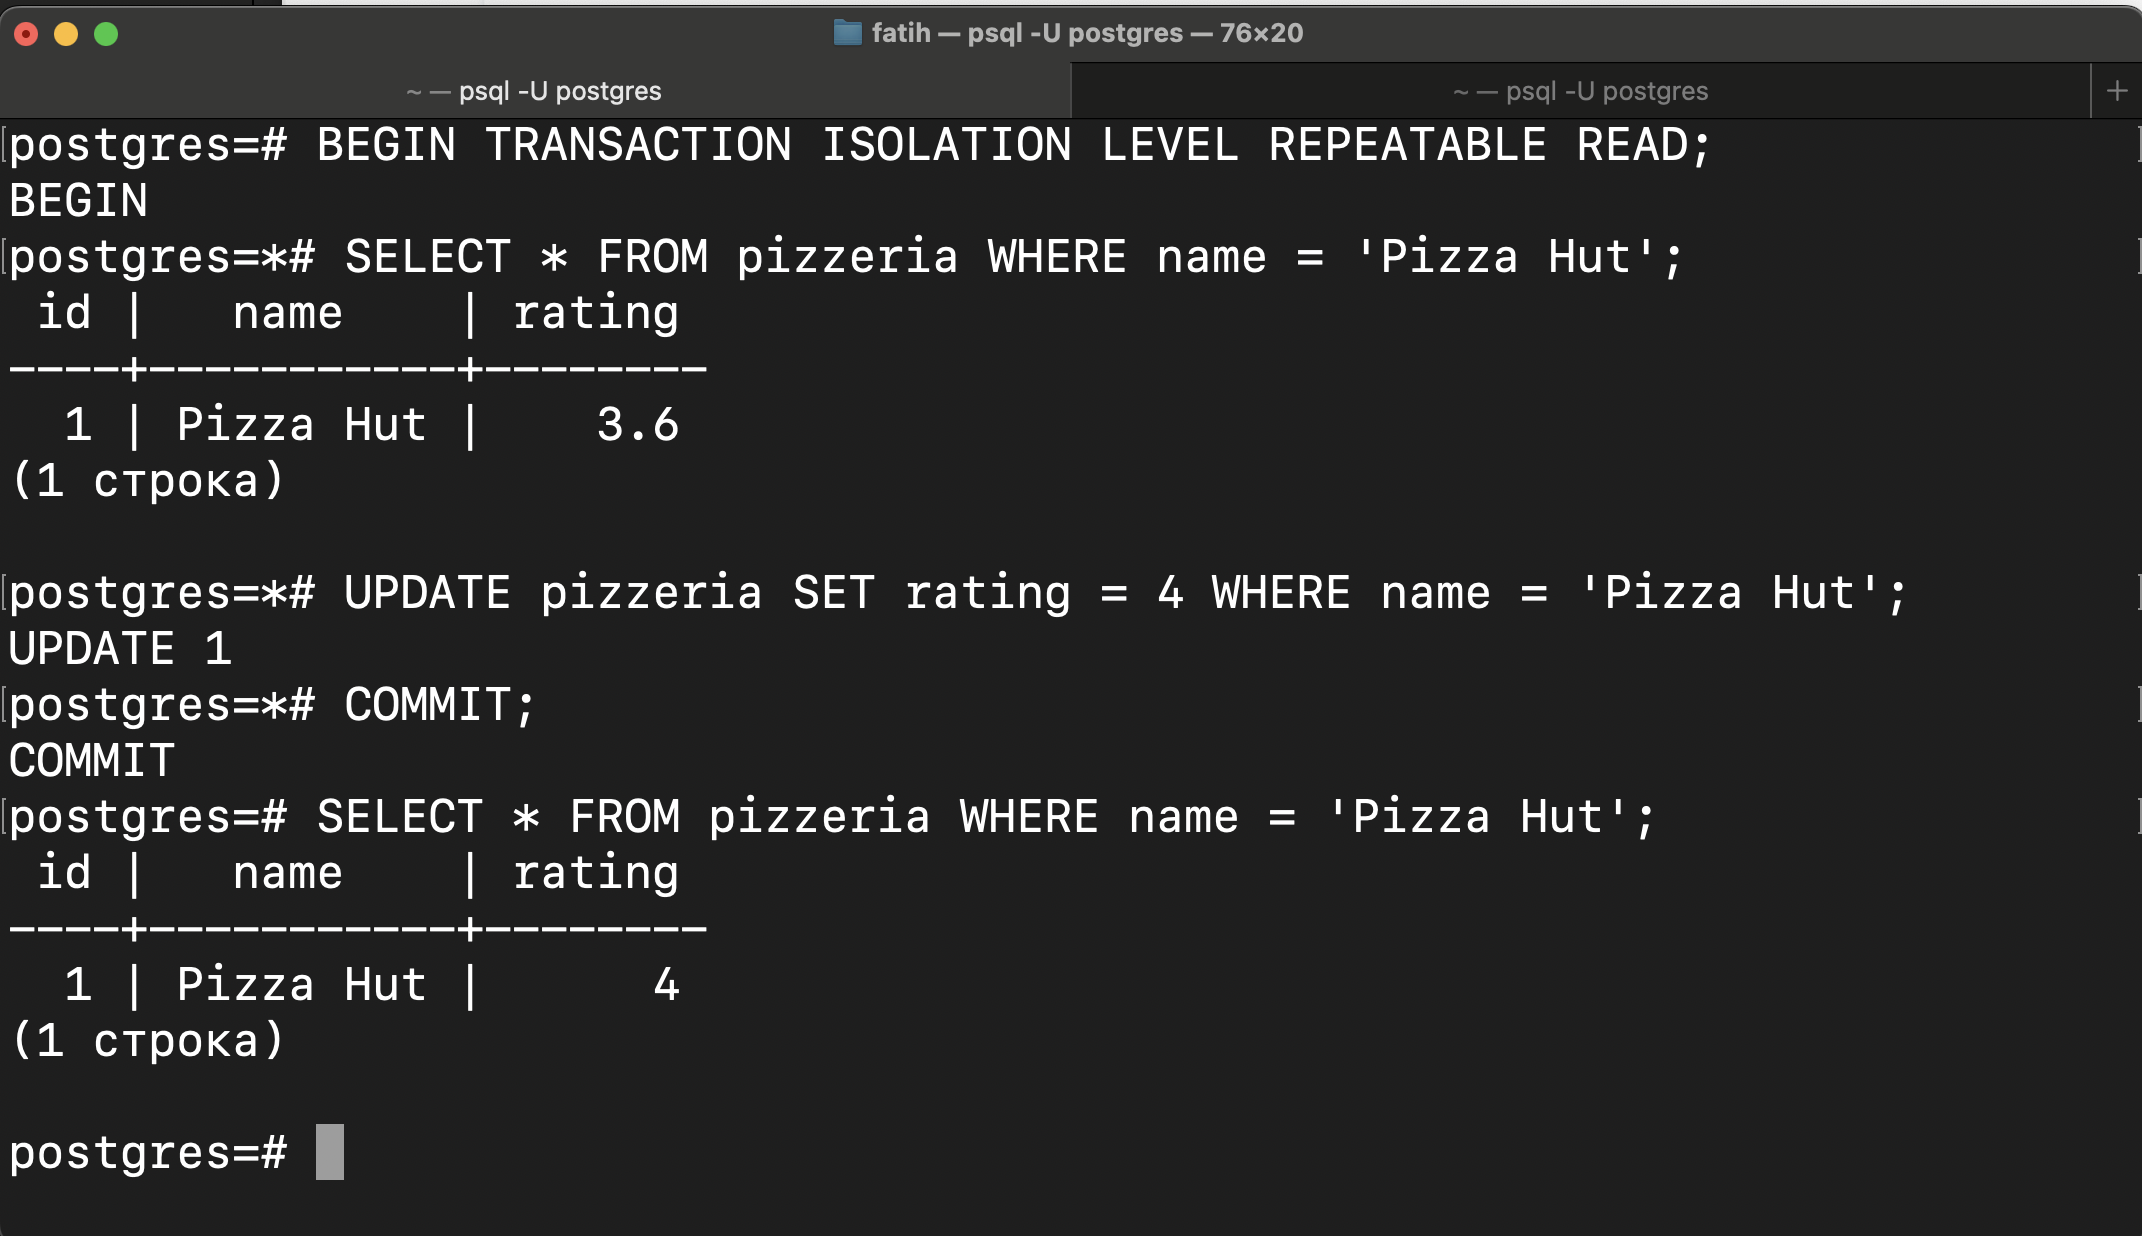 fatih — psql -U postgres — 76×20
~ — psql -U postgres
~ — psql -U postgres
+
postgres=# BEGIN TRANSACTION ISOLATION LEVEL REPEATABLE READ;
BEGIN
postgres=*# SELECT * FROM pizzeria WHERE name = 'Pizza Hut';
 id |   name    | rating
----+-----------+--------
  1 | Pizza Hut |    3.6
(1 строка)

postgres=*# UPDATE pizzeria SET rating = 4 WHERE name = 'Pizza Hut';
UPDATE 1
postgres=*# COMMIT;
COMMIT
postgres=# SELECT * FROM pizzeria WHERE name = 'Pizza Hut';
 id |   name    | rating
----+-----------+--------
  1 | Pizza Hut |      4
(1 строка)

postgres=#